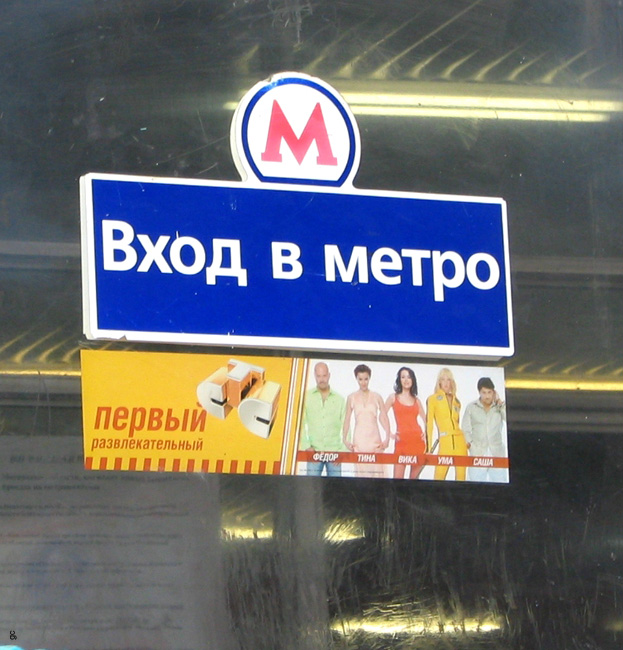 М
Вход в метро
СТС
первый
развлекательный
ФЁДОР ТИНА ВИКА УМА САША